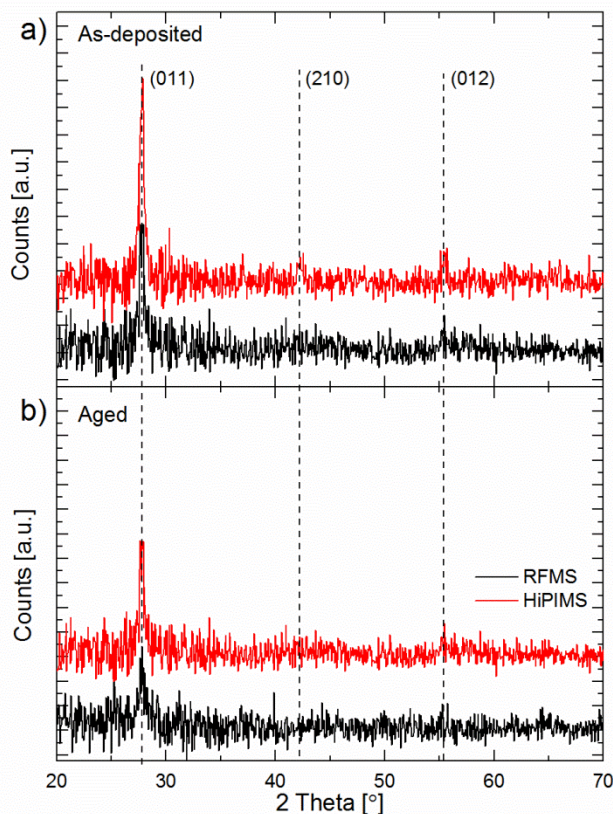 a) As-deposited
(011) (210) (012)
Counts [a.u.]
b) Aged
Counts [a.u.]
RFMS
HiPIMS
20 30 40 50 60 70
2 Theta [°]